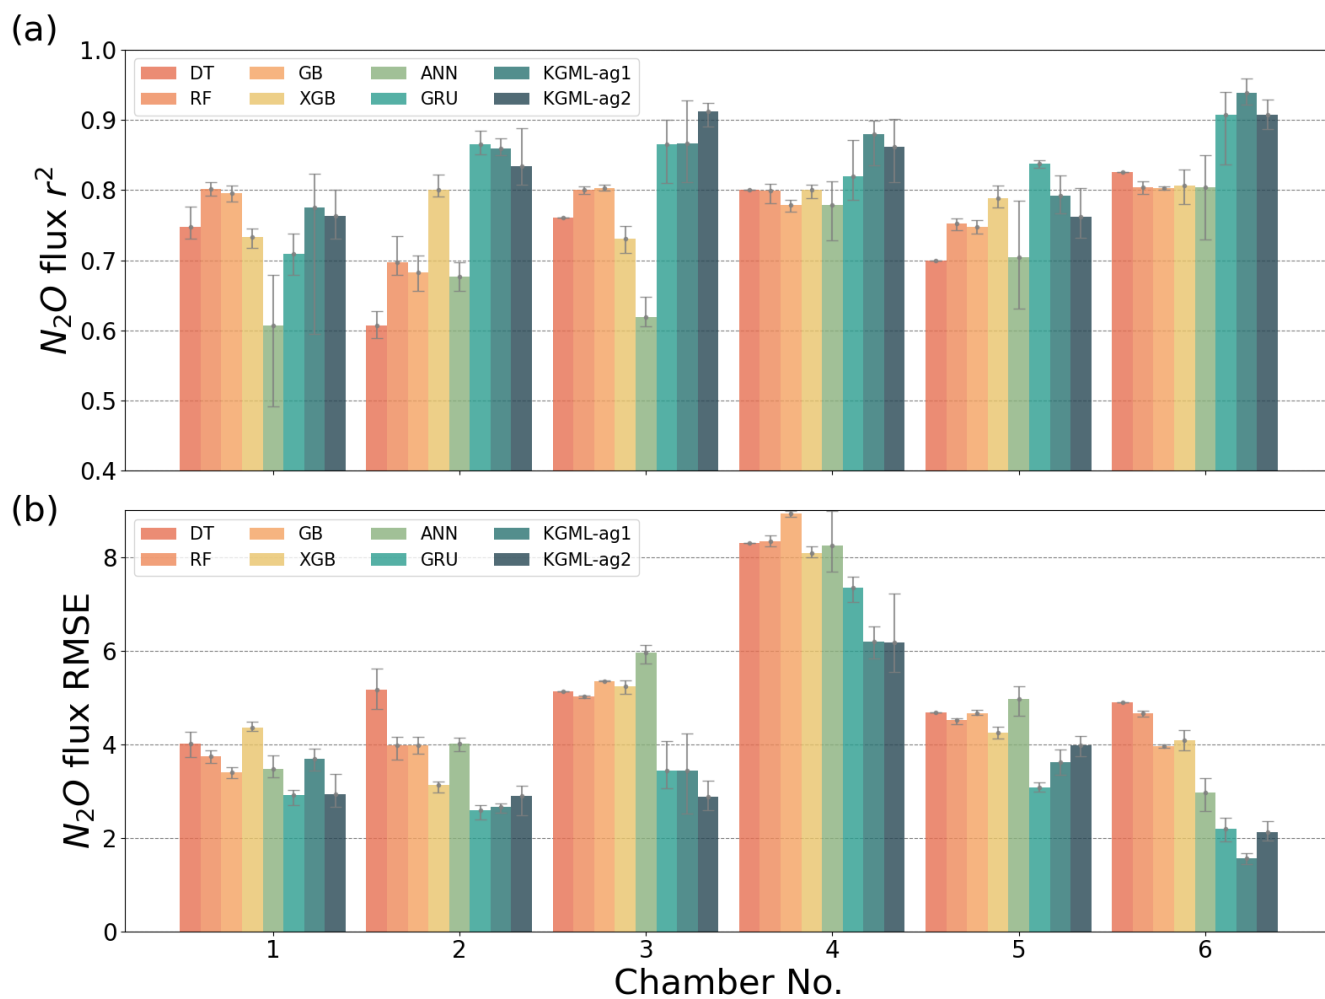 (a)
N₂O flux r²
1.0
0.9
0.8
0.7
0.6
0.5
0.4
DT GB ANN KGML-ag1
RF XGB GRU KGML-ag2
(b)
N₂O flux RMSE
8
6
4
2
0
DT GB ANN KGML-ag1
RF XGB GRU KGML-ag2
1 2 3 4 5 6
Chamber No.